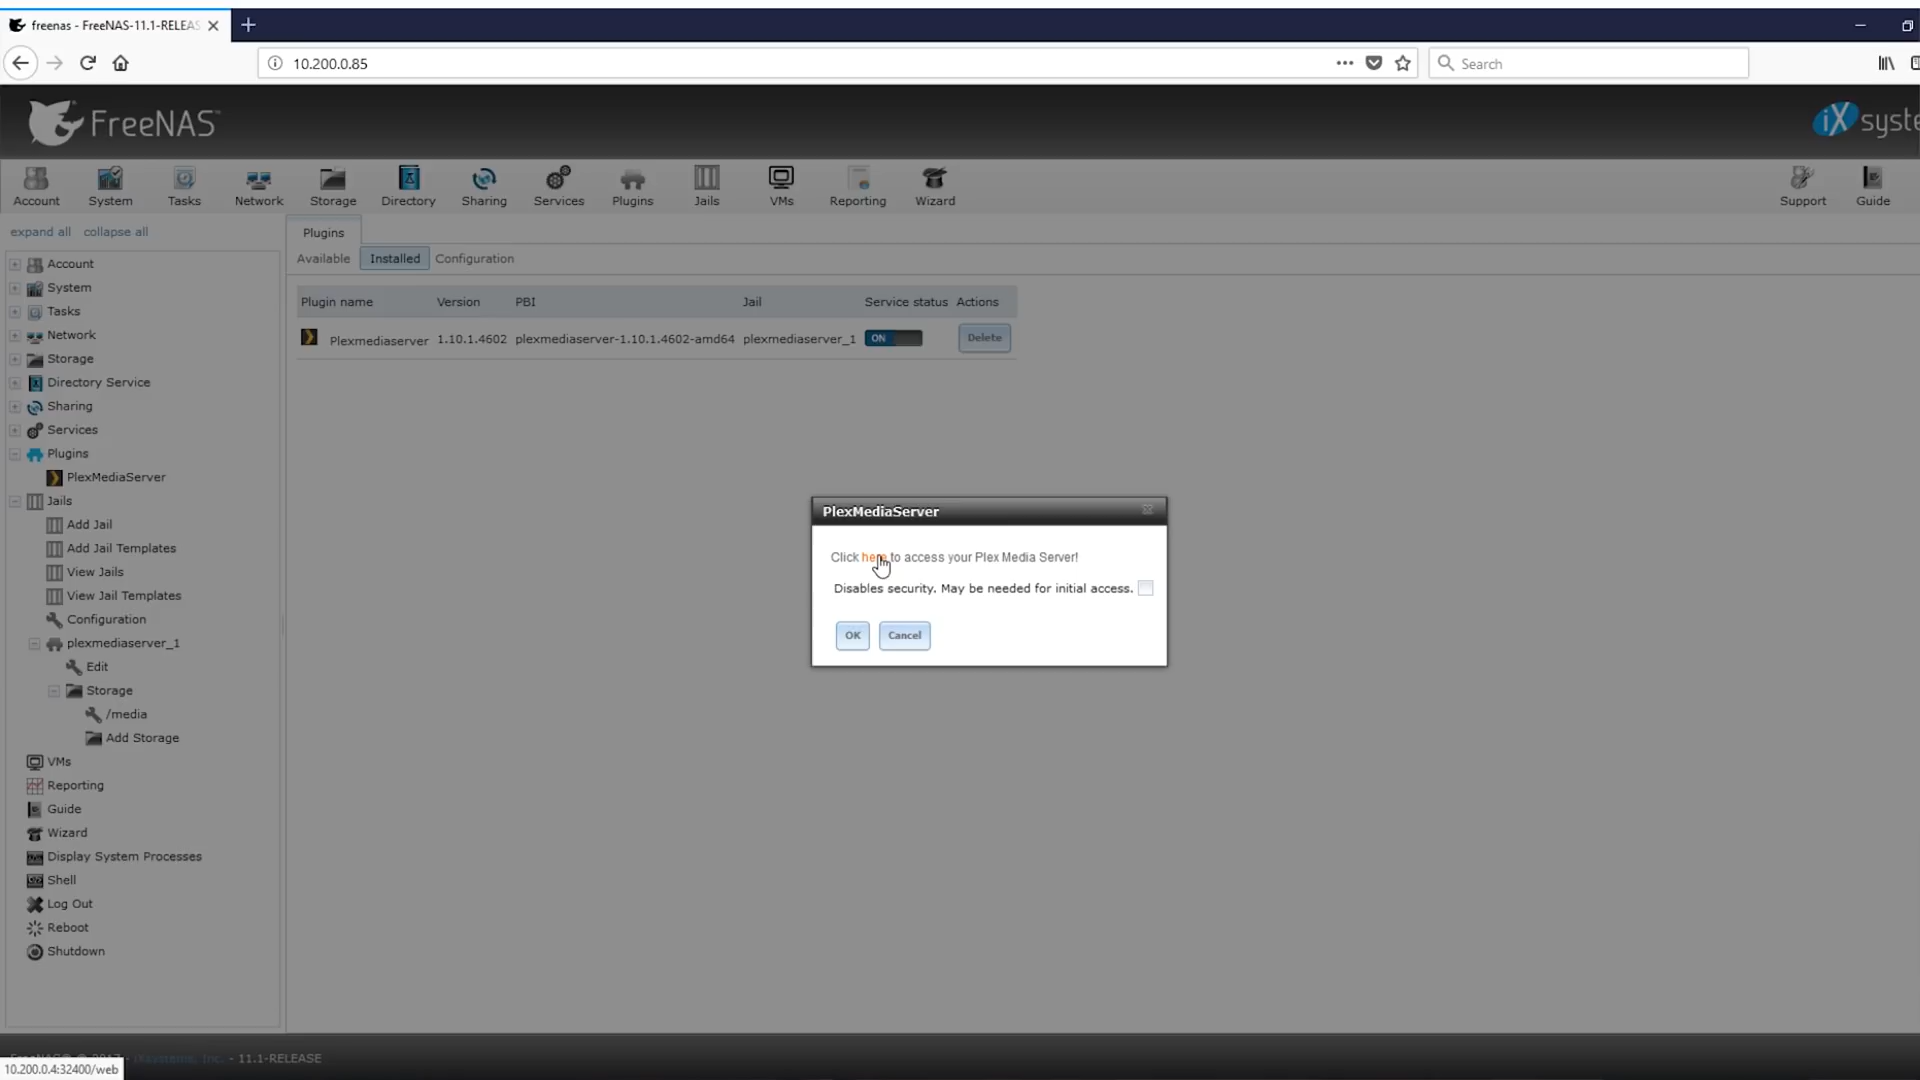 freenas - FreeNAS-11.1-RELEAS
10.200.0.85
Search
FreeNAS
iX syste
Account
System
Tasks
Network
Storage
Directory
Sharing
Services
Plugins
Jails
VMs
Reporting
Wizard
Support
Guide
expand all
collapse all
Account
System
Tasks
Network
Storage
Directory Service
Sharing
Services
Plugins
PlexMediaServer
Jails
Add Jail
Add Jail Templates
View Jails
View Jail Templates
Configuration
plexmediaserver_1
Edit
Storage
/media
Add Storage
VMs
Reporting
Guide
Wizard
Display System Processes
Shell
Log Out
Reboot
Shutdown
Plugins
Available
Installed
Configuration
Plugin name Version PBI Jail Service status Actions
Plexmediaserver 1.10.1.4602 plexmediaserver-1.10.1.4602-amd64 plexmediaserver_1 ON Delete
PlexMediaServer
Click here to access your Plex Media Server!
Disables security. May be needed for initial access.
OK
Cancel
- 11.1-RELEASE
10.200.0.4:32400/web